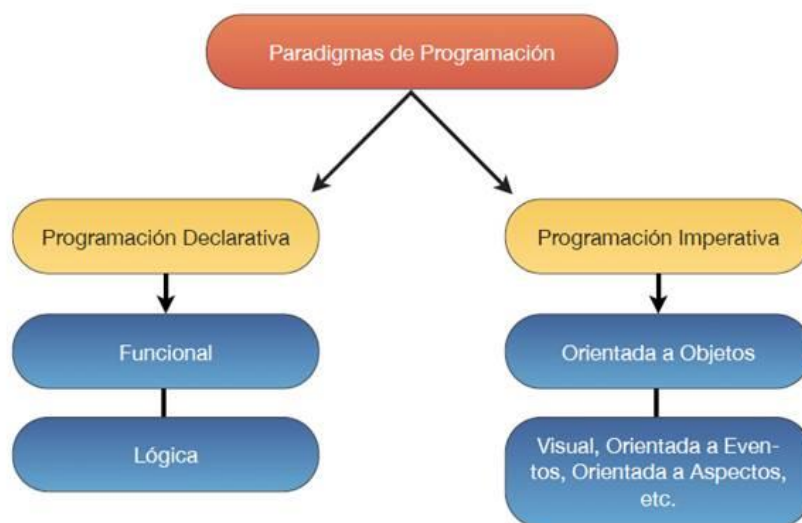 Paradigmas de Programación
Programación Declarativa
Programación Imperativa
Funcional
Orientada a Objetos
Lógica
Visual, Orientada a Even-
tos, Orientada a Aspectos,
etc.